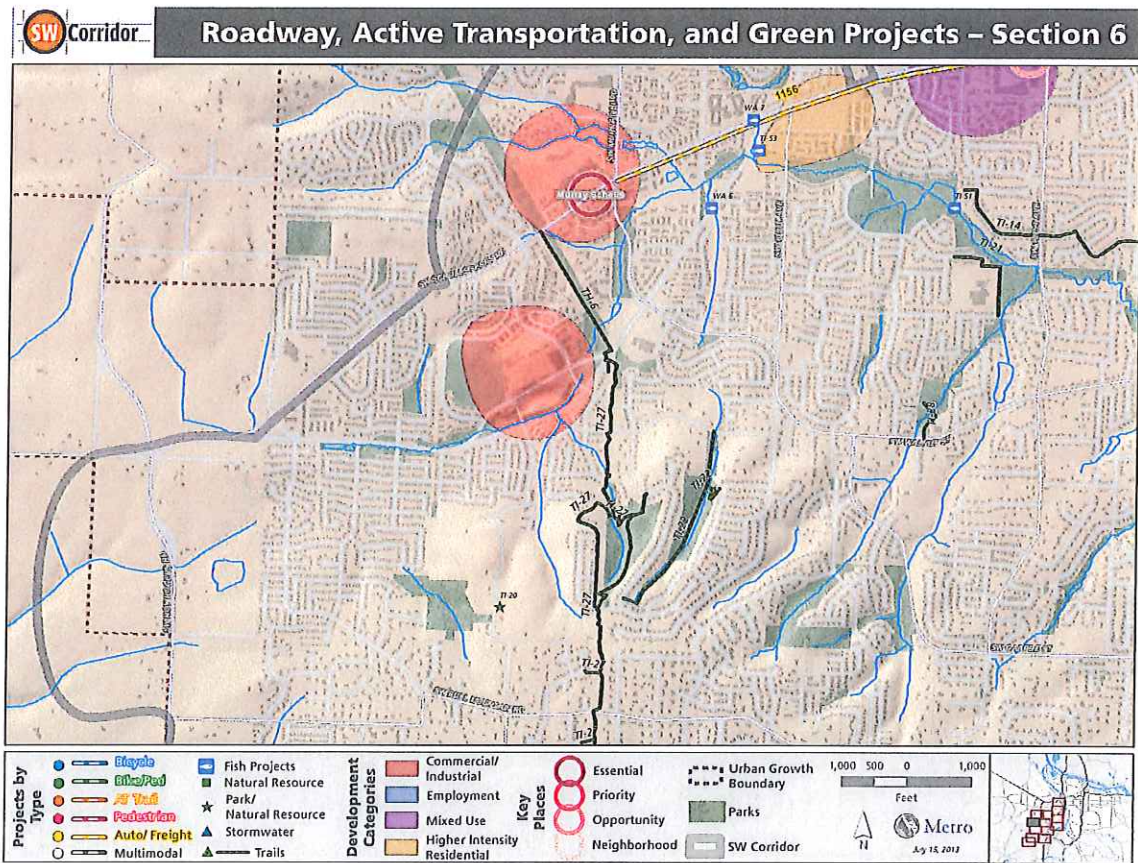 SW Corridor
Roadway, Active Transportation, and Green Projects – Section 6
1156
WA 7
TI-53
Murray Scholls
WA 6
TI 51
TI-14
TI-21
TH-6
TI-27
TI-27
TI-22
TI-27
TI-20
TI-2
TI-2
Projects by Type
Bicycle
Bike/Ped
AT Trail
Pedestrian
Auto/ Freight
Multimodal
Fish Projects
Natural Resource
Park/
Natural Resource
Stormwater
Trails
Development Categories
Commercial/
Industrial
Employment
Mixed Use
Higher Intensity
Residential
Key Places
Essential
Priority
Opportunity
Neighborhood
Urban Growth
Boundary
Parks
SW Corridor
1,000 500 0 1,000
Feet
N
Metro
July 15, 2013